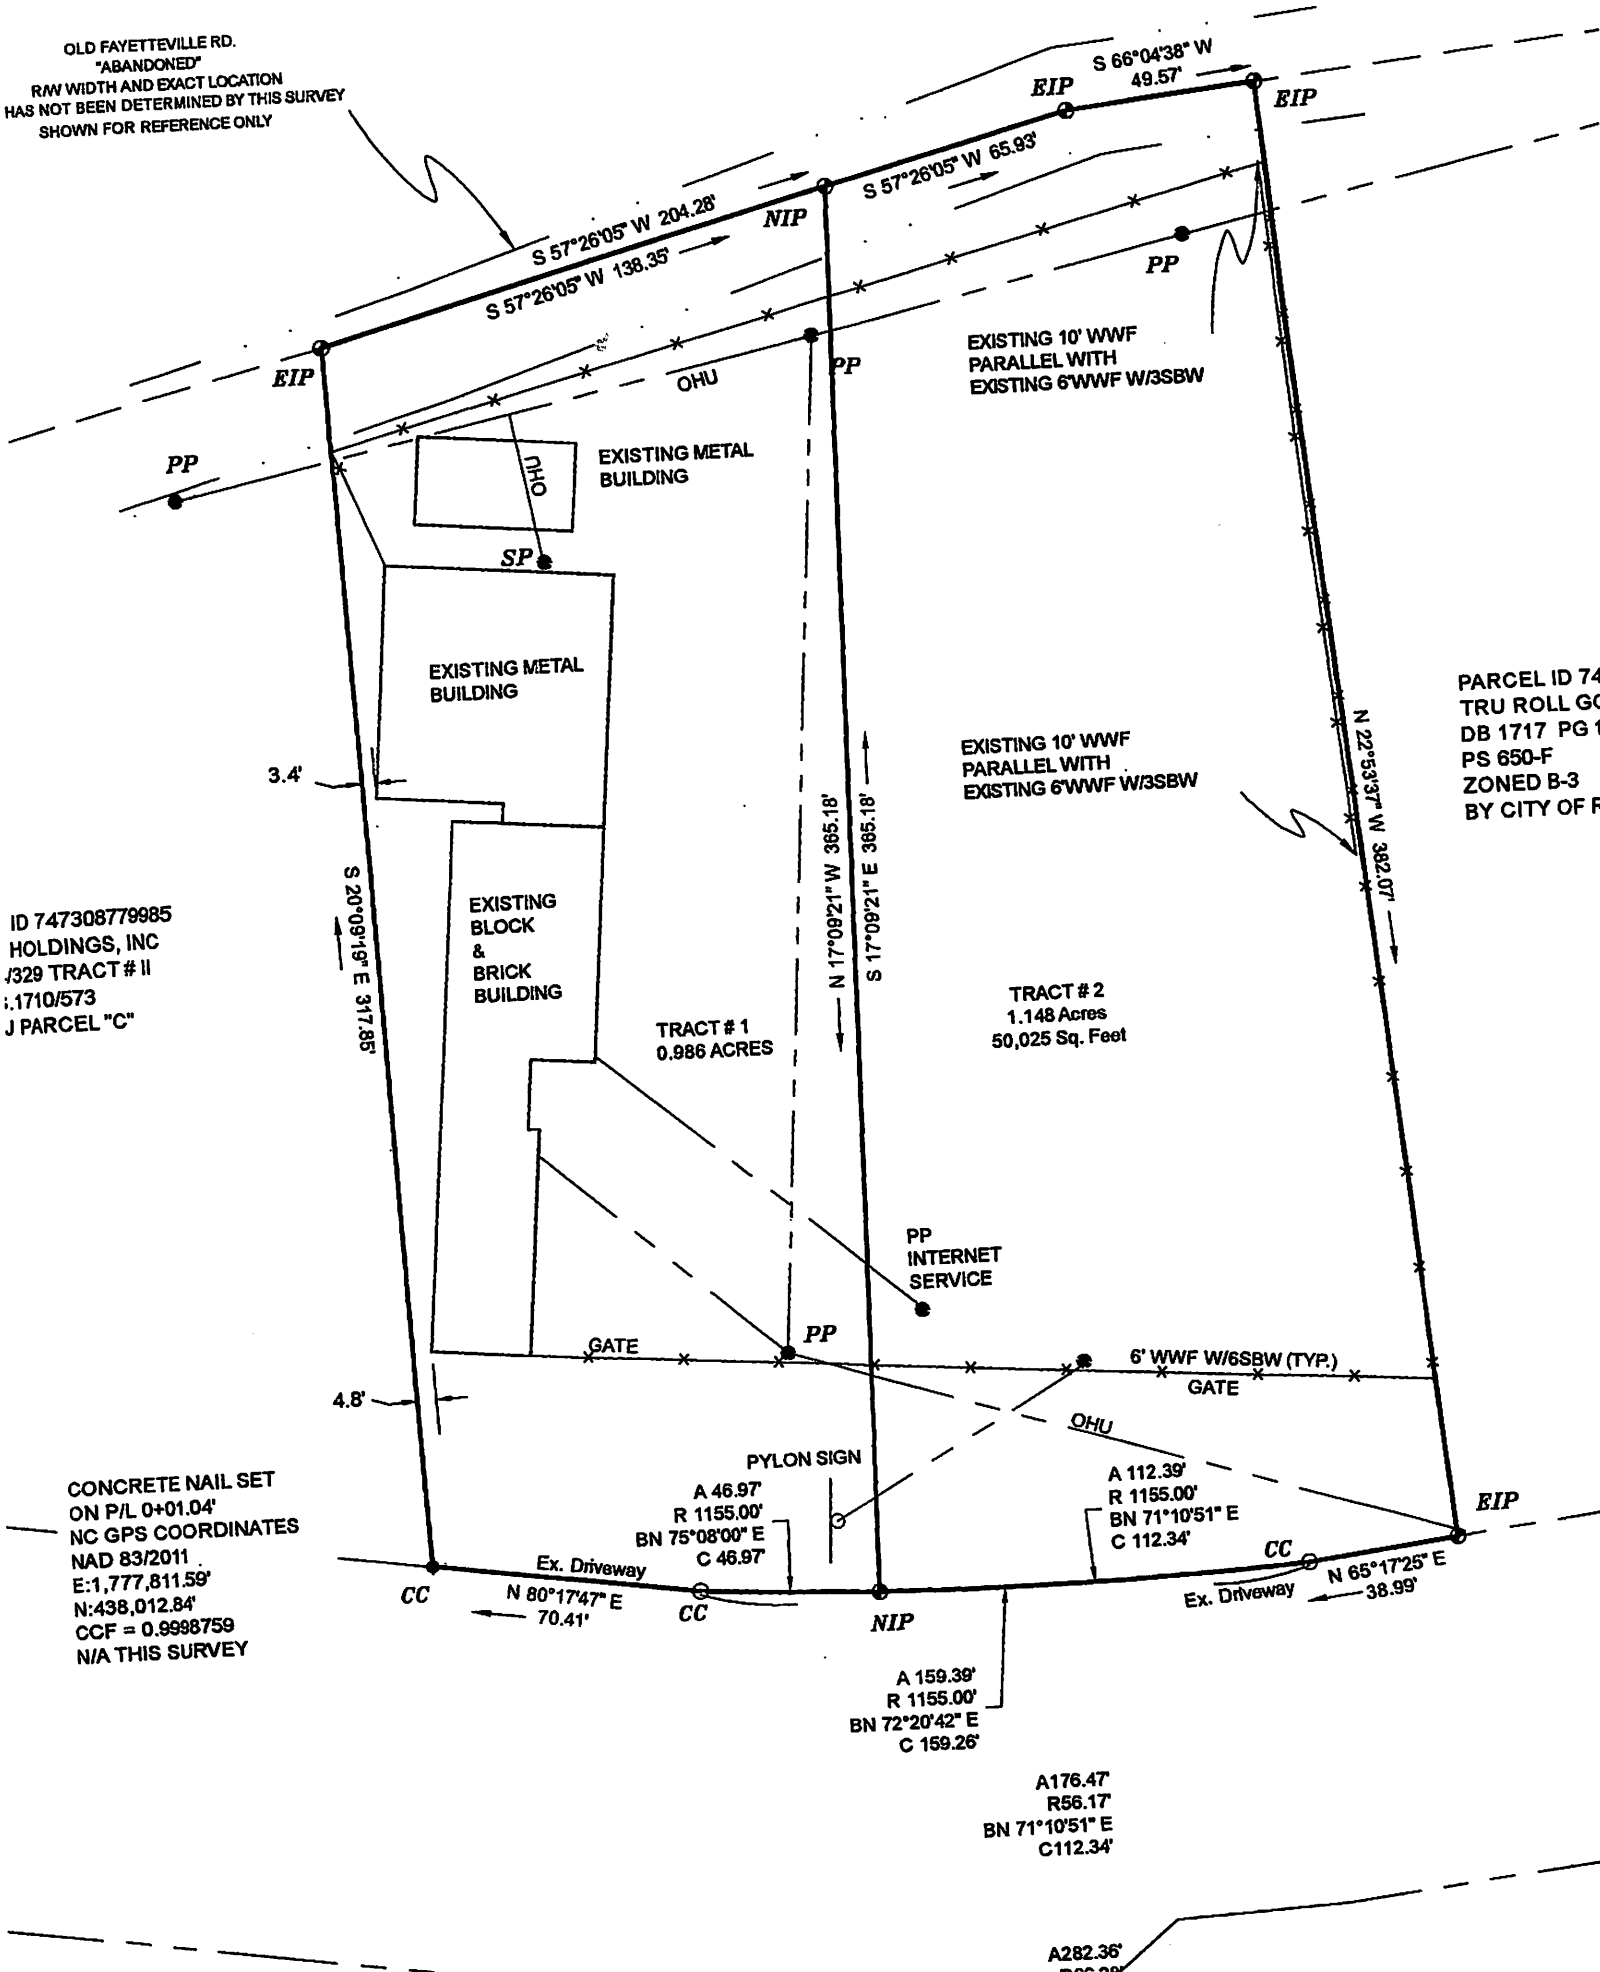 OLD FAYETTEVILLE RD.
"ABANDONED"
R/W WIDTH AND EXACT LOCATION
HAS NOT BEEN DETERMINED BY THIS SURVEY
SHOWN FOR REFERENCE ONLY
S 66°04'38" W
49.57'
EIP
EIP
S 57°26'05" W 65.93'
NIP
S 57°26'05" W 204.28'
S 57°26'05" W 138.35'
EIP
PP
PP
PP
OHU
EXISTING 10' WWF
PARALLEL WITH
EXISTING 6'WWF W/3SBW
EXISTING METAL
BUILDING
OHU
SP
EXISTING METAL
BUILDING
3.4'
EXISTING 10' WWF
PARALLEL WITH
EXISTING 6'WWF W/3SBW
N 22°53'37" W 382.07'
PARCEL ID 74
TRU ROLL GO
DB 1717 PG 1
PS 650-F
ZONED B-3
BY CITY OF R
N 17°09'21" W 365.18'
S 17°09'21" E 365.18'
S 20°09'19" E 317.85'
ID 747308779985
HOLDINGS, INC
/329 TRACT # II
.1710/573
J PARCEL "C"
EXISTING
BLOCK
&
BRICK
BUILDING
TRACT # 1
0.986 ACRES
TRACT # 2
1.148 Acres
50,025 Sq. Feet
PP
INTERNET
SERVICE
PP
GATE
6' WWF W/6SBW (TYP.)
GATE
4.8'
OHU
PYLON SIGN
A 46.97'
R 1155.00'
BN 75°08'00" E
C 46.97'
A 112.39'
R 1155.00'
BN 71°10'51" E
C 112.34'
EIP
CC
CONCRETE NAIL SET
ON P/L 0+01.04'
NC GPS COORDINATES
NAD 83/2011
E:1,777,811.59'
N:438,012.84'
CCF = 0.9998759
N/A THIS SURVEY
CC
Ex. Driveway
N 80°17'47" E
70.41'
CC
NIP
Ex. Driveway
N 65°17'25" E
38.99'
A 159.39'
R 1155.00'
BN 72°20'42" E
C 159.26'
A176.47'
R56.17'
BN 71°10'51" E
C112.34'
A282.36'